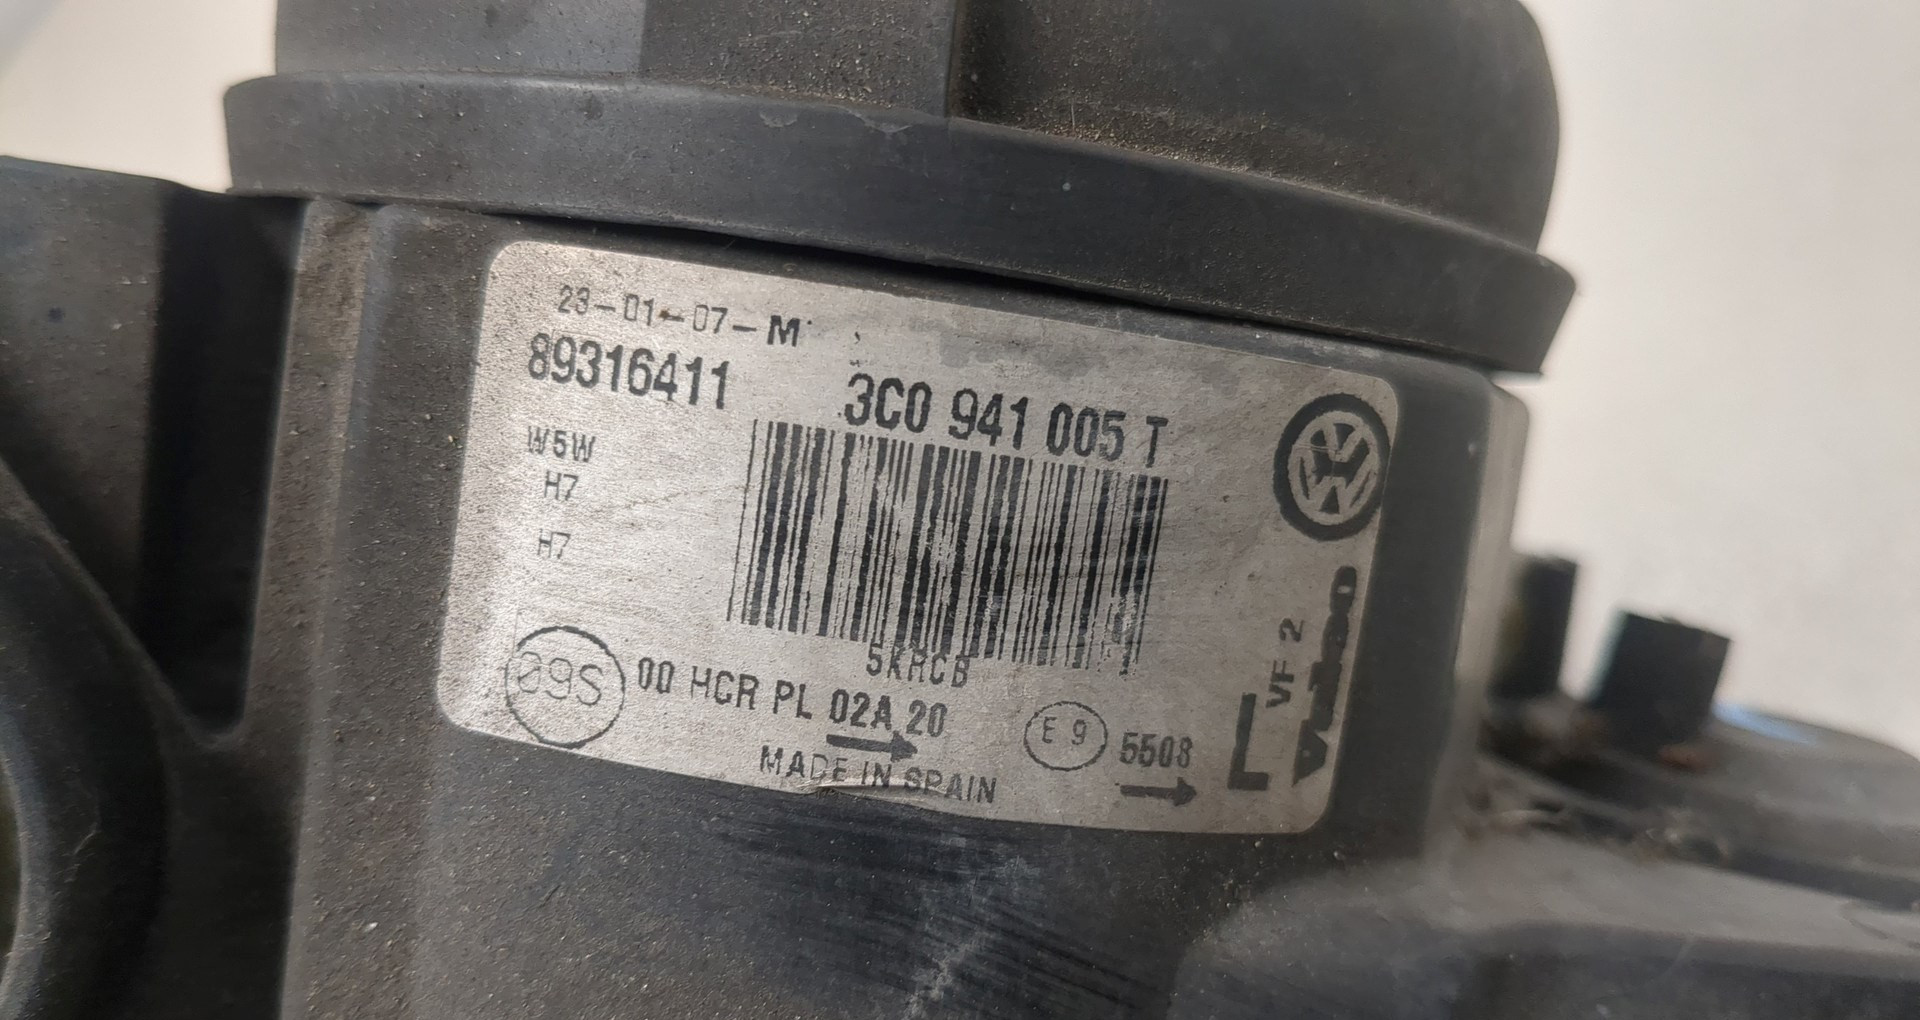 23-01-07-M
89316411
3C0 941 005 T
W5W
H7
H7
5KRCB
09S
00 HCR PL 02A 20
E 9
5508
MADE IN SPAIN
L
VF 2
Valeo